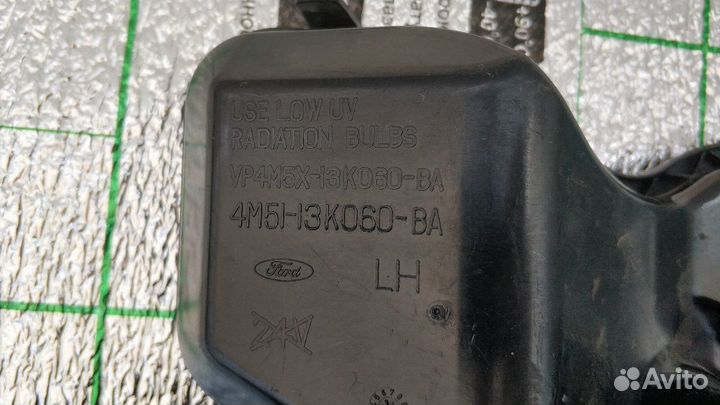 USE LOW UV
RADIATION BULBS
VP4M5X-13K060-BA
4M51-13K060-BA
Ford
LH
Avito